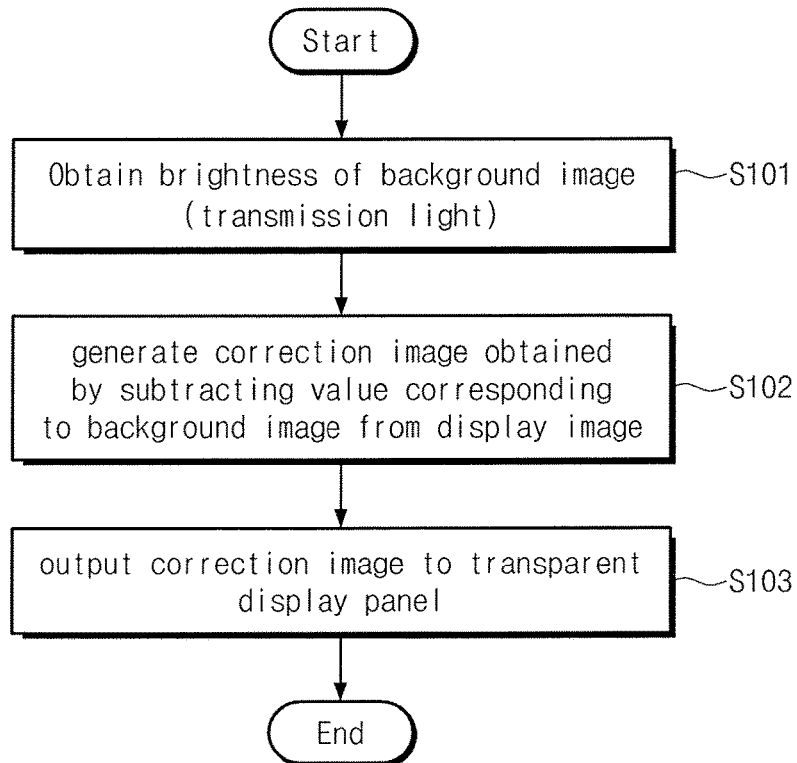 Start
Obtain brightness of background image
(transmission light)
S101
generate correction image obtained
by subtracting value corresponding
to background image from display image
S102
output correction image to transparent
display panel
S103
End